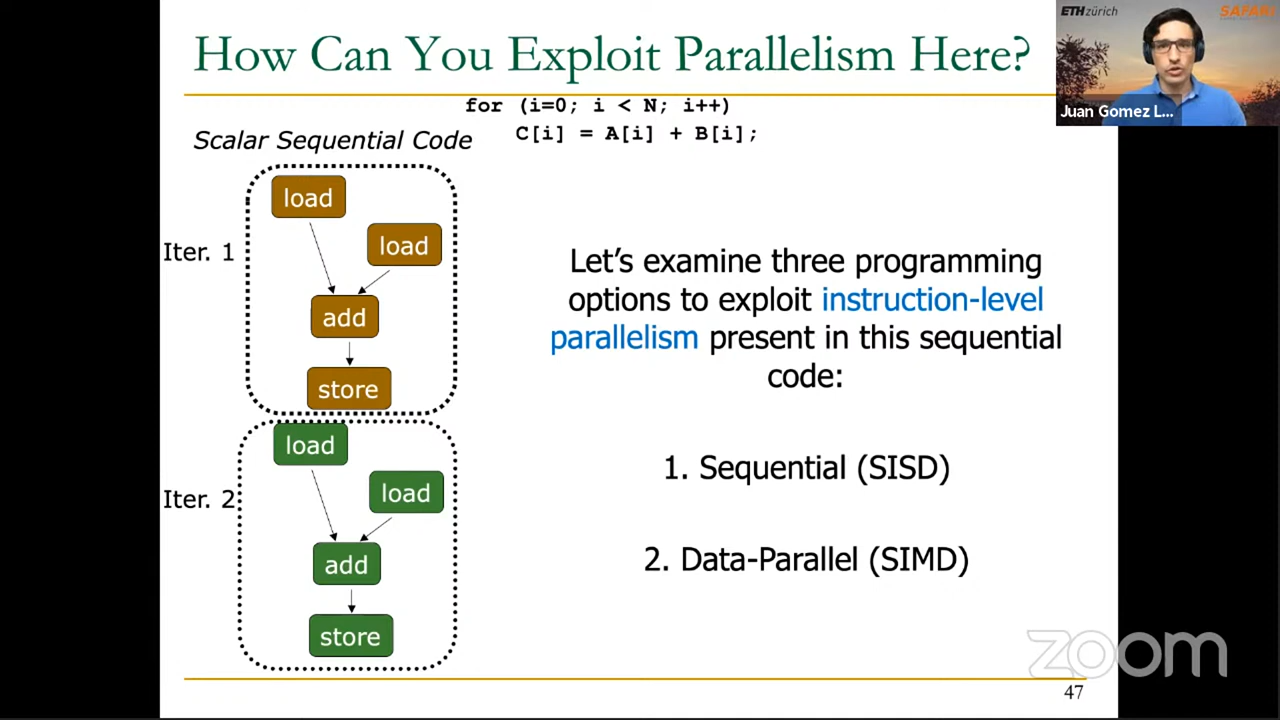 How Can You Exploit Parallelism Here?
ETH zürich
SAFARI
Juan Gomez L...
for (i=0; i < N; i++)
C[i] = A[i] + B[i];
Scalar Sequential Code
Iter. 1
load
load
add
store
Iter. 2
load
load
add
store
Let's examine three programming
options to exploit instruction-level
parallelism present in this sequential
code:
1. Sequential (SISD)
2. Data-Parallel (SIMD)
zoom
47